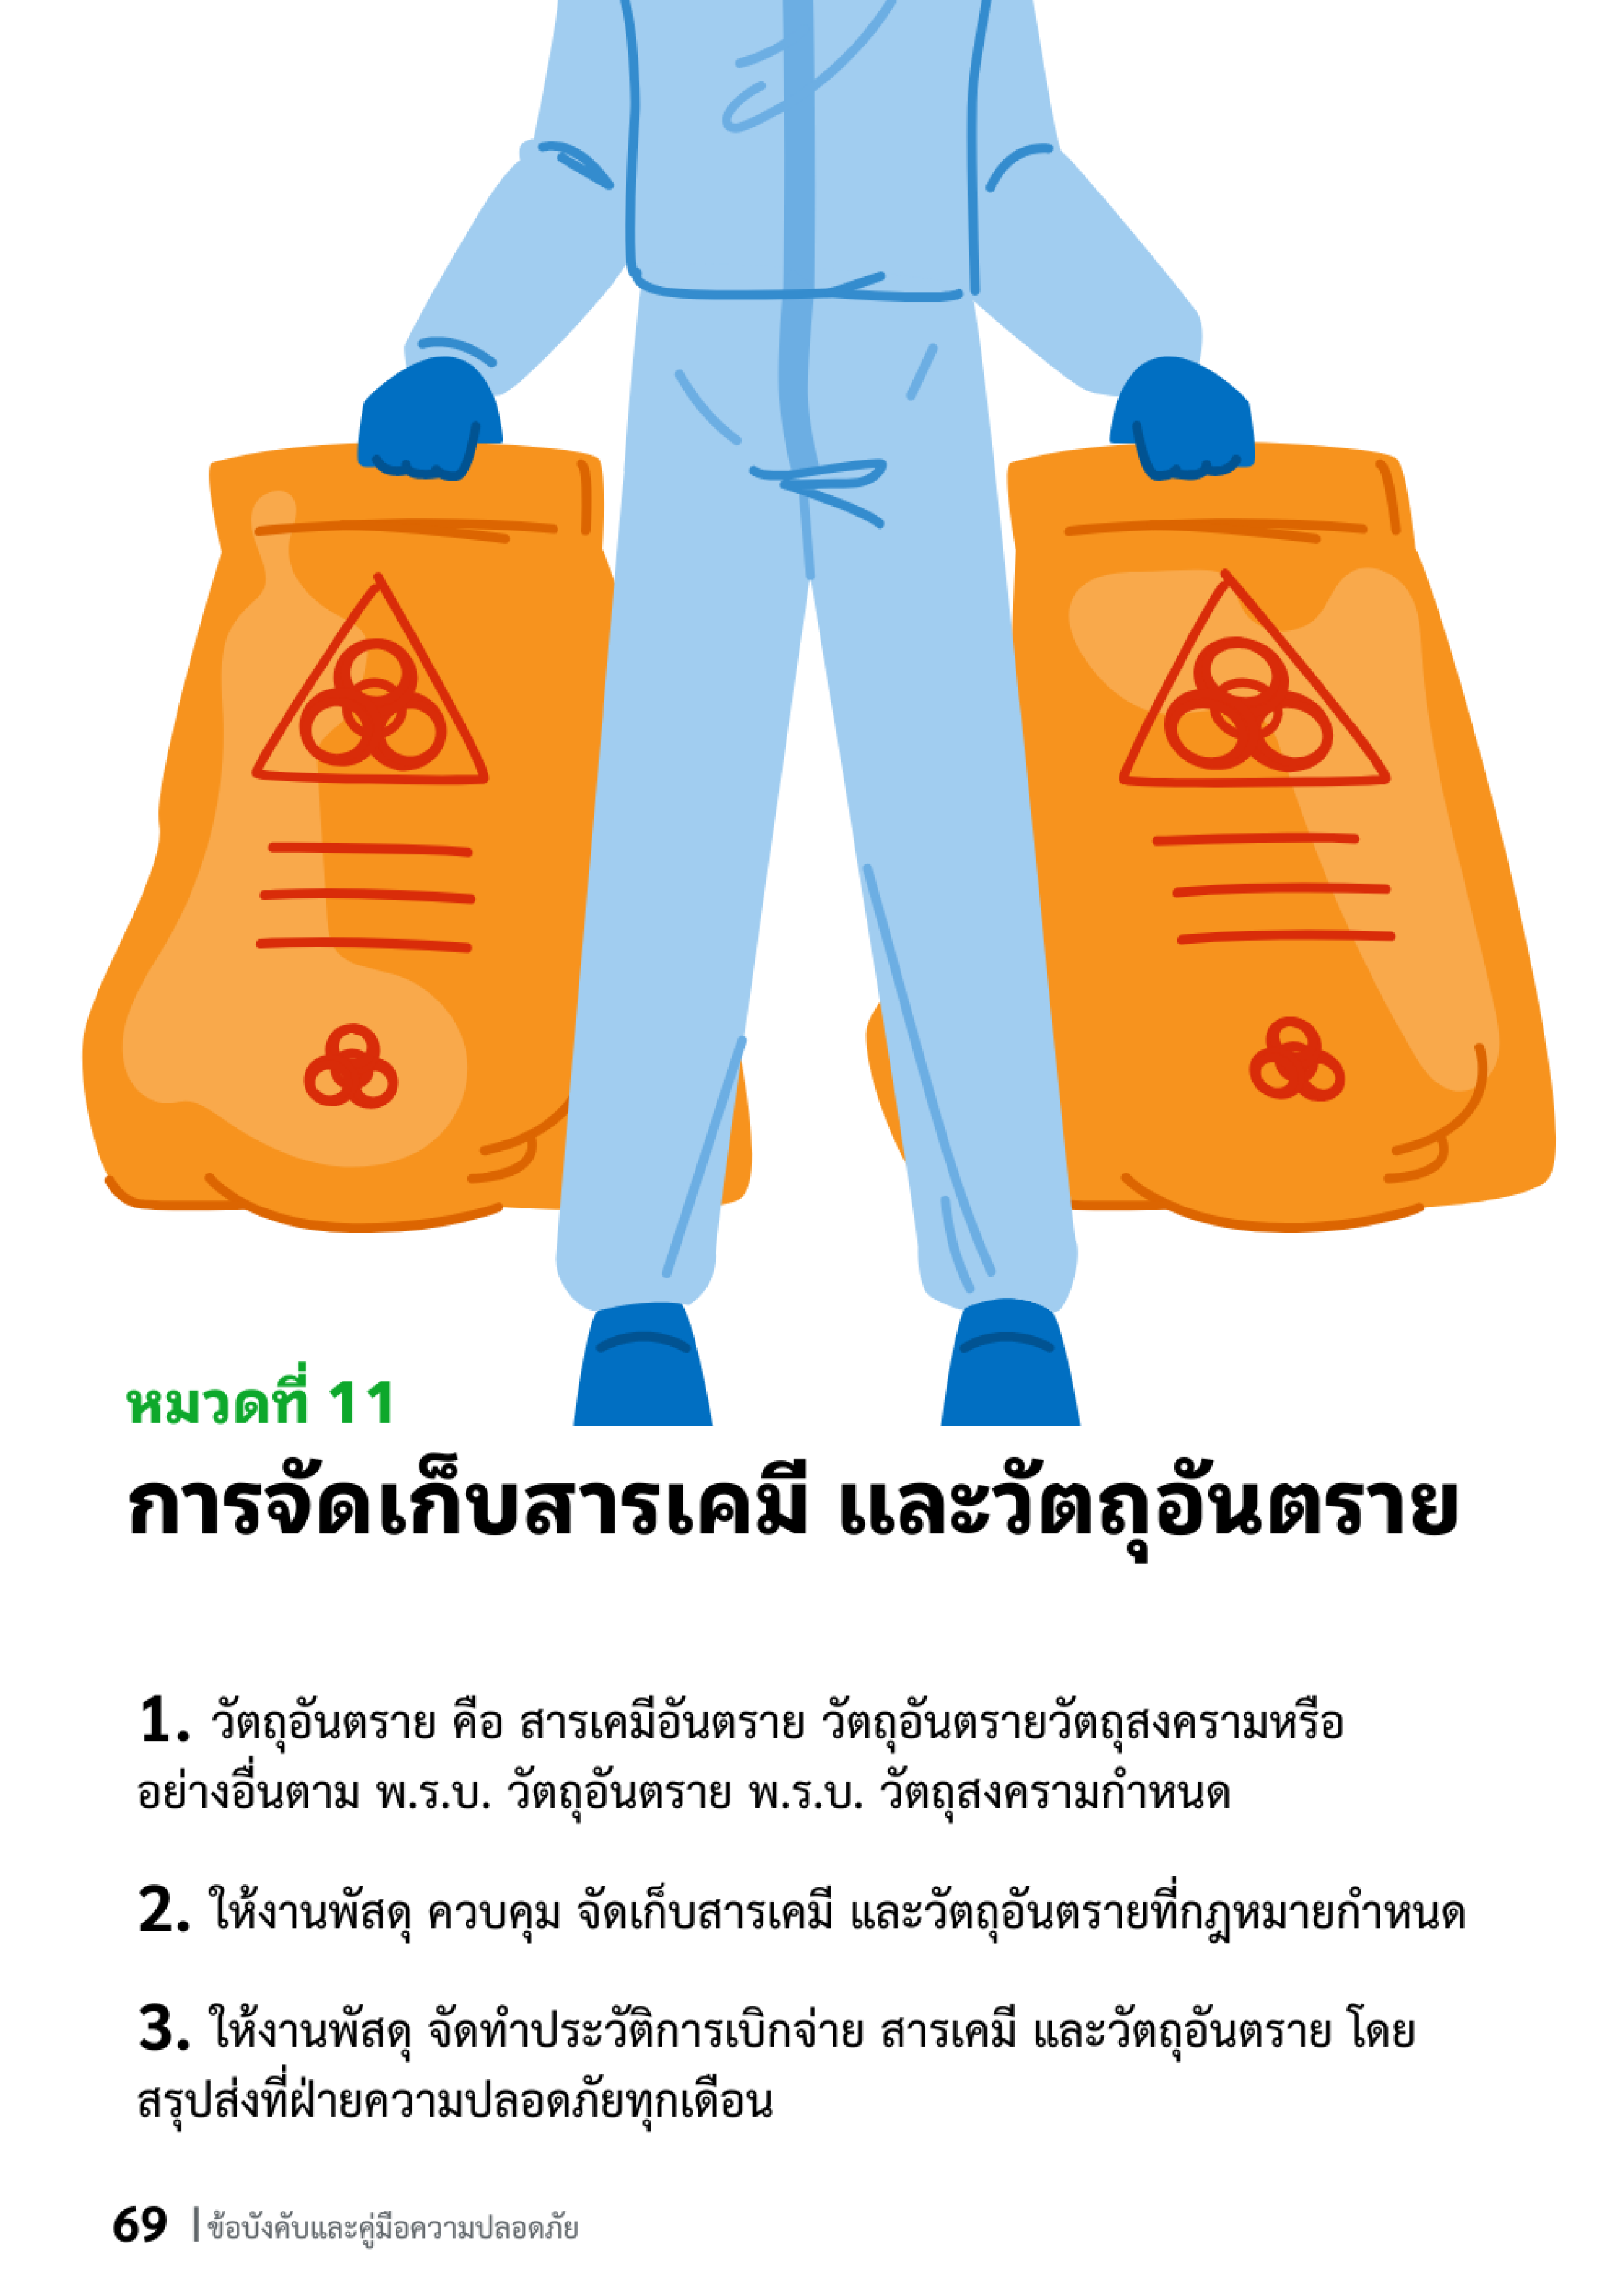 หมวดที่ 11
การจัดเก็บสารเคมี และวัตถุอันตราย
1. วัตถุอันตราย คือ สารเคมีอันตราย วัตถุอันตรายวัตถุสงครามหรือ
อย่างอื่นตาม พ.ร.บ. วัตถุอันตราย พ.ร.บ. วัตถุสงครามกำหนด
2. ให้งานพัสดุ ควบคุม จัดเก็บสารเคมี และวัตถุอันตรายที่กฎหมายกำหนด
3. ให้งานพัสดุ จัดทำประวัติการเบิกจ่าย สารเคมี และวัตถุอันตราย โดย
สรุปส่งที่ฝ่ายความปลอดภัยทุกเดือน
69 | ข้อบังคับและคู่มือความปลอดภัย